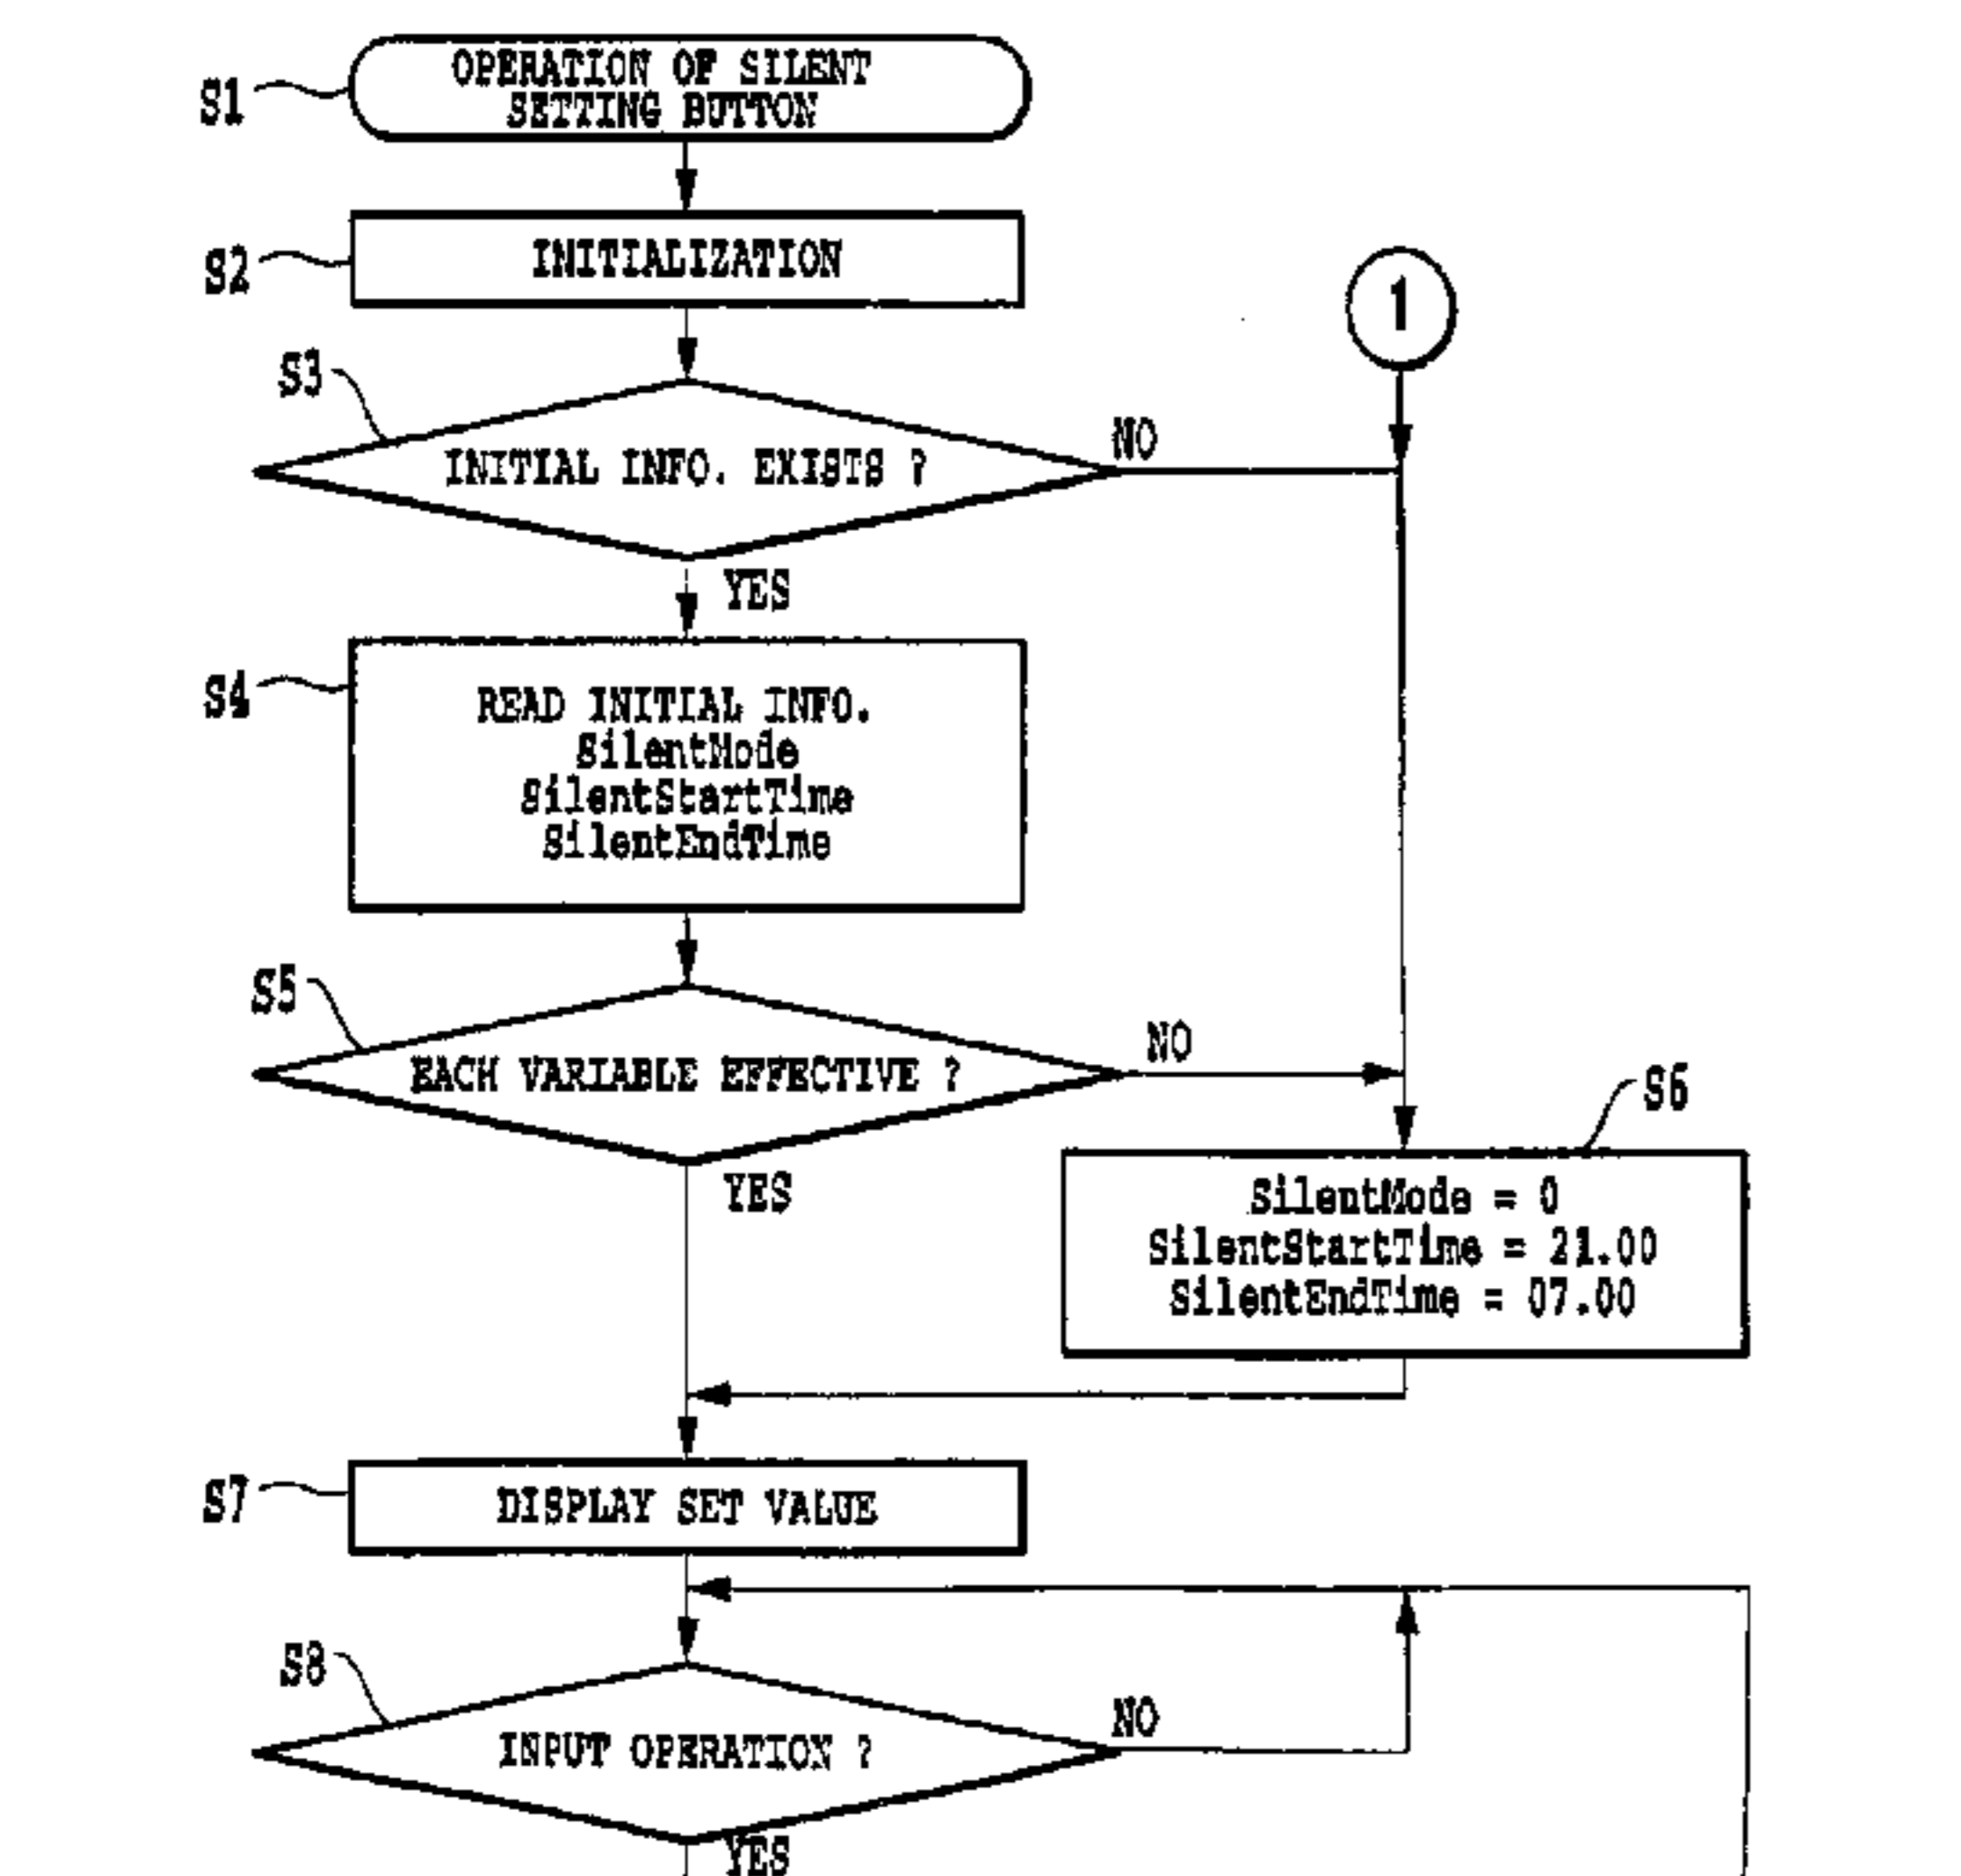 S1
OPERATION OF SILENT
SETTING BUTTON
S2
INITIALIZATION
1
S3
INITIAL INFO. EXISTS ?
NO
YES
S4
READ INITIAL INFO.
SilentMode
SilentStartTime
SilentEndTime
S5
EACH VARIABLE EFFECTIVE ?
NO
YES
S6
SilentMode = 0
SilentStartTime = 21.00
SilentEndTime = 07.00
S7
DISPLAY SET VALUE
S8
INPUT OPERATION ?
NO
YES